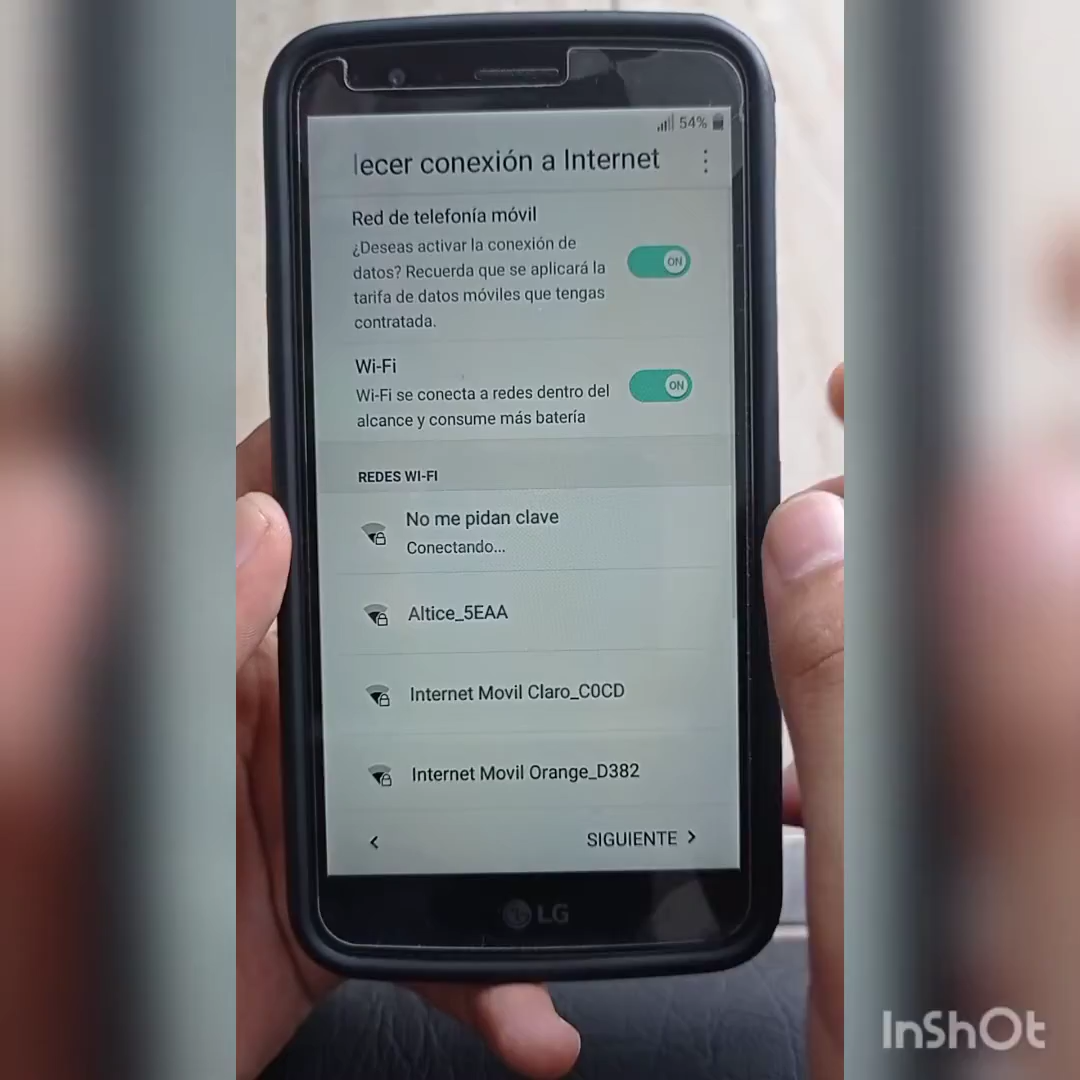 54%
lecer conexión a Internet
Red de telefonía móvil
¿Deseas activar la conexión de
datos? Recuerda que se aplicará la
tarifa de datos móviles que tengas
contratada.
ON
Wi-Fi
Wi-Fi se conecta a redes dentro del
alcance y consume más batería
ON
REDES WI-FI
No me pidan clave
Conectando...
Altice_5EAA
Internet Movil Claro_C0CD
Internet Movil Orange_D382
SIGUIENTE
LG
InShOt